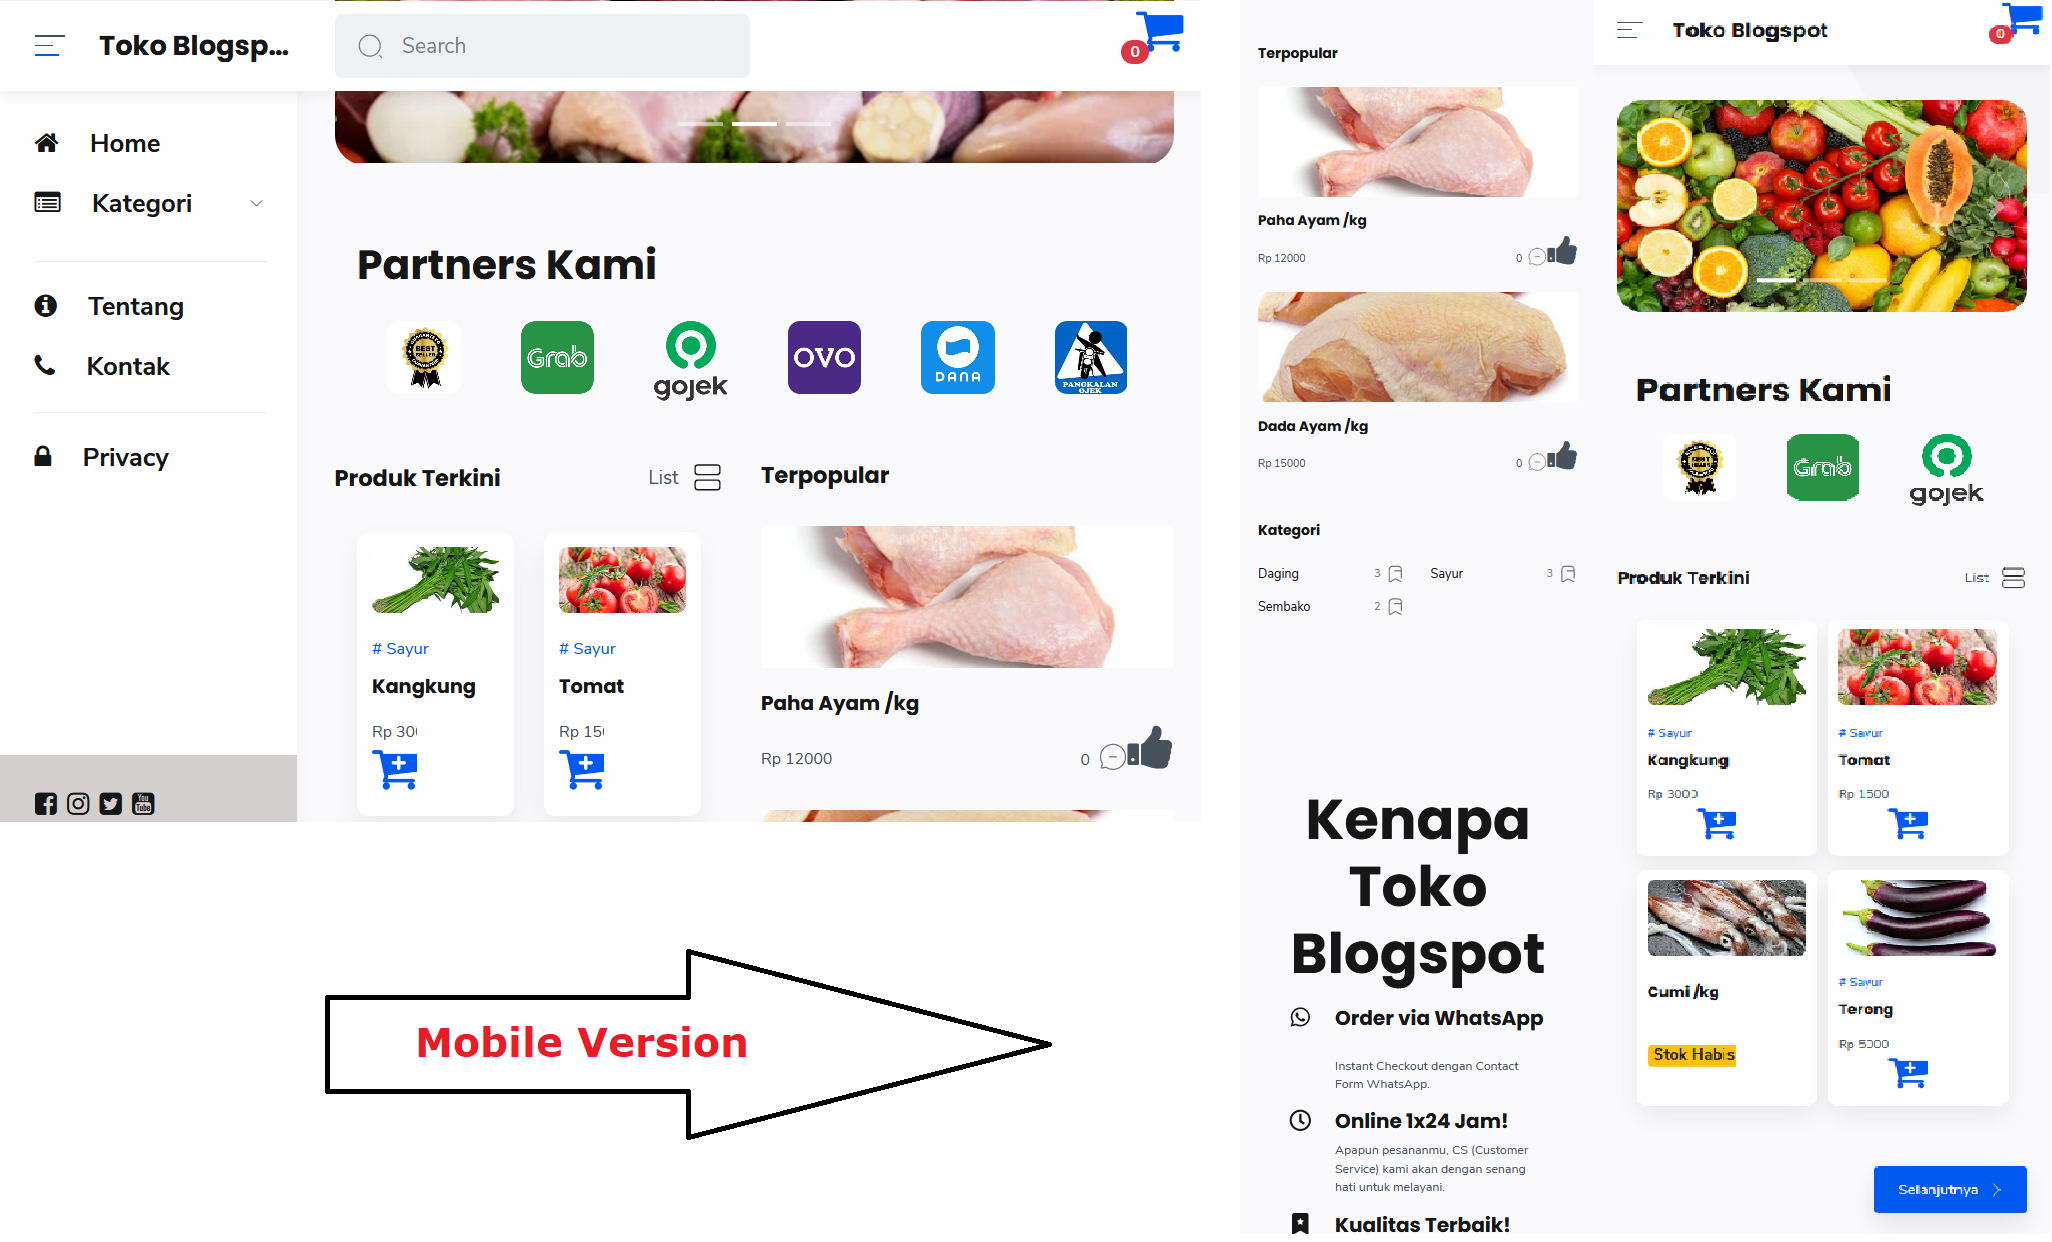 Toko Blogsp...
Search
0
Home
Kategori
Tentang
Kontak
Privacy
Partners Kami
BEST SELLER
Grab
gojek
OVO
DANA
PANGKALAN OJEK
Produk Terkini
List
# Sayur
Kangkung
Rp 300
# Sayur
Tomat
Rp 150
Terpopular
Paha Ayam /kg
Rp 12000
0
You Tube
Mobile Version
Terpopular
Paha Ayam /kg
Rp 12000
0
Dada Ayam /kg
Rp 15000
0
Kategori
Daging
3
Sayur
3
Sembako
2
Kenapa
Toko
Blogspot
Order via WhatsApp
Instant Checkout dengan Contact
Form WhatsApp.
Online 1x24 Jam!
Apapun pesananmu, CS (Customer
Service) kami akan dengan senang
hati untuk melayani.
Kualitas Terbaik!
Toko Blogspot
0
Partners Kami
Grab
gojek
Produk Terkini
List
# Sayur
Kangkung
Rp 3000
# Sayur
Tomat
Rp 1500
Cumi /kg
Stok Habis
# Sayur
Terong
Rp 5000
Selanjutnya